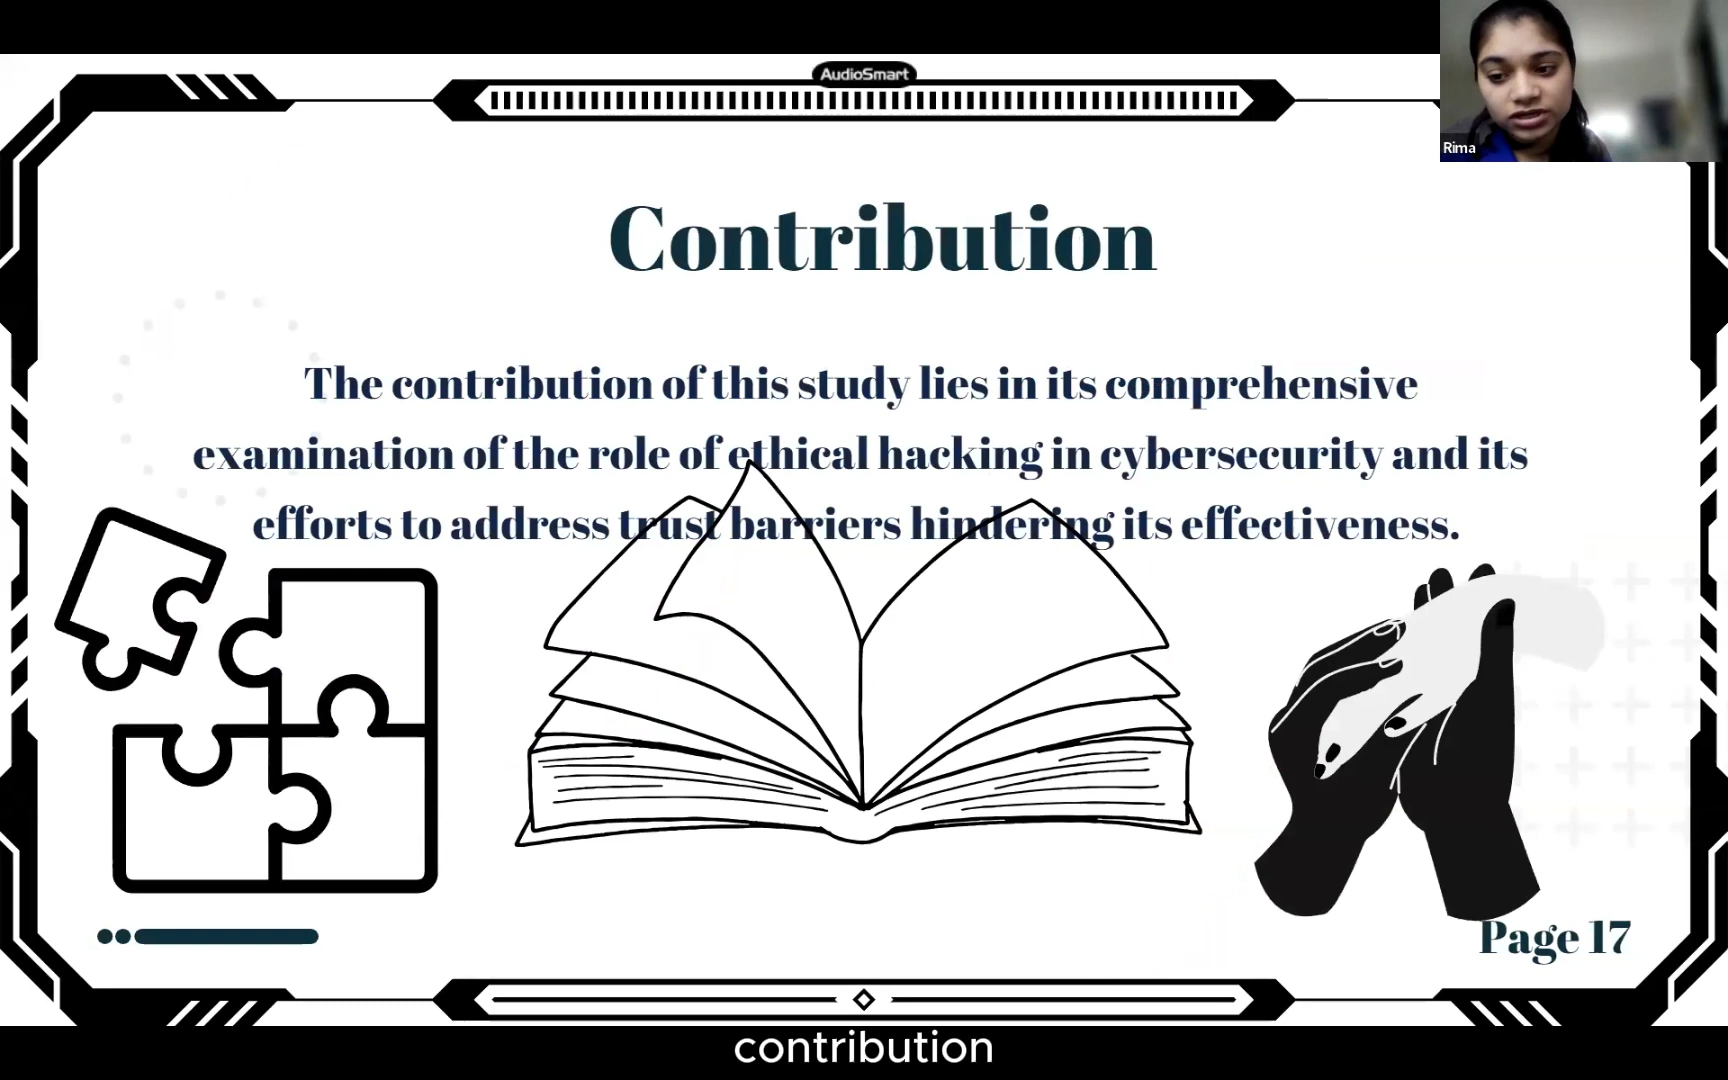 AudioSmart
Rima
Contribution
The contribution of this study lies in its comprehensive
examination of the role of ethical hacking in cybersecurity and its
efforts to address trust barriers hindering its effectiveness.
Page 17
contribution